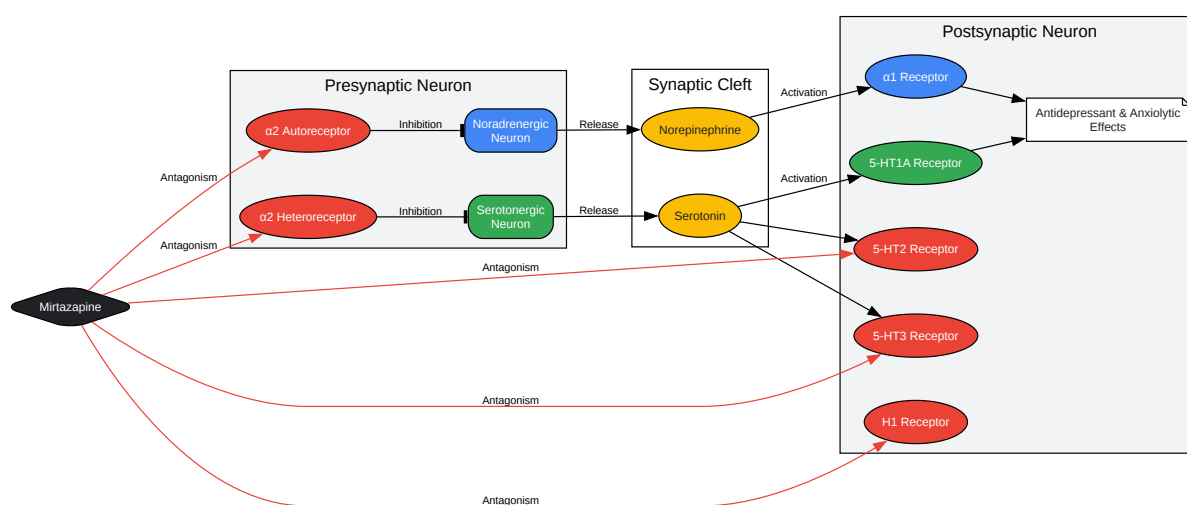 Postsynaptic Neuron
Presynaptic Neuron
Synaptic Cleft
α1 Receptor
Activation
Antidepressant & Anxiolytic
Effects
α2 Autoreceptor
Inhibition
Noradrenergic
Neuron
Release
Norepinephrine
5-HT1A Receptor
Antagonism
Activation
α2 Heteroreceptor
Inhibition
Serotonergic
Neuron
Release
Serotonin
Antagonism
5-HT2 Receptor
Antagonism
Mirtazapine
5-HT3 Receptor
Antagonism
H1 Receptor
Antagonism